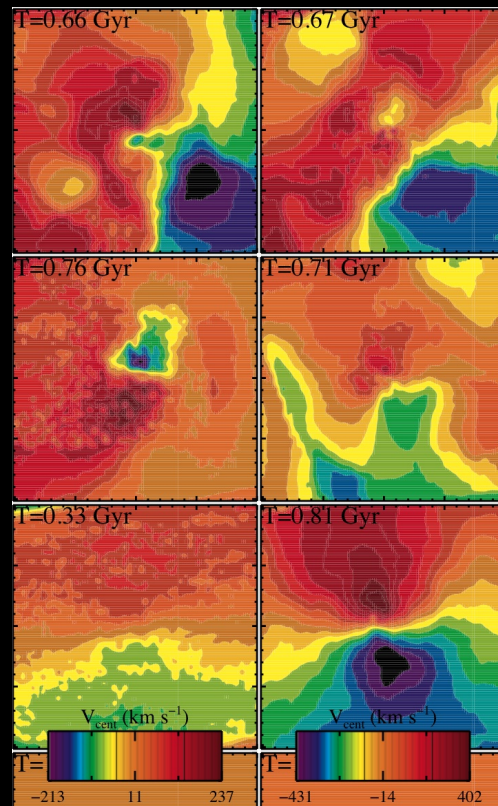 T=0.66 Gyr
T=0.67 Gyr
T=0.76 Gyr
T=0.71 Gyr
T=0.33 Gyr
T=0.81 Gyr
V_cent (km s⁻¹)
V_cent (km s⁻¹)
T=
T=
−213 11 237
−431 −14 402